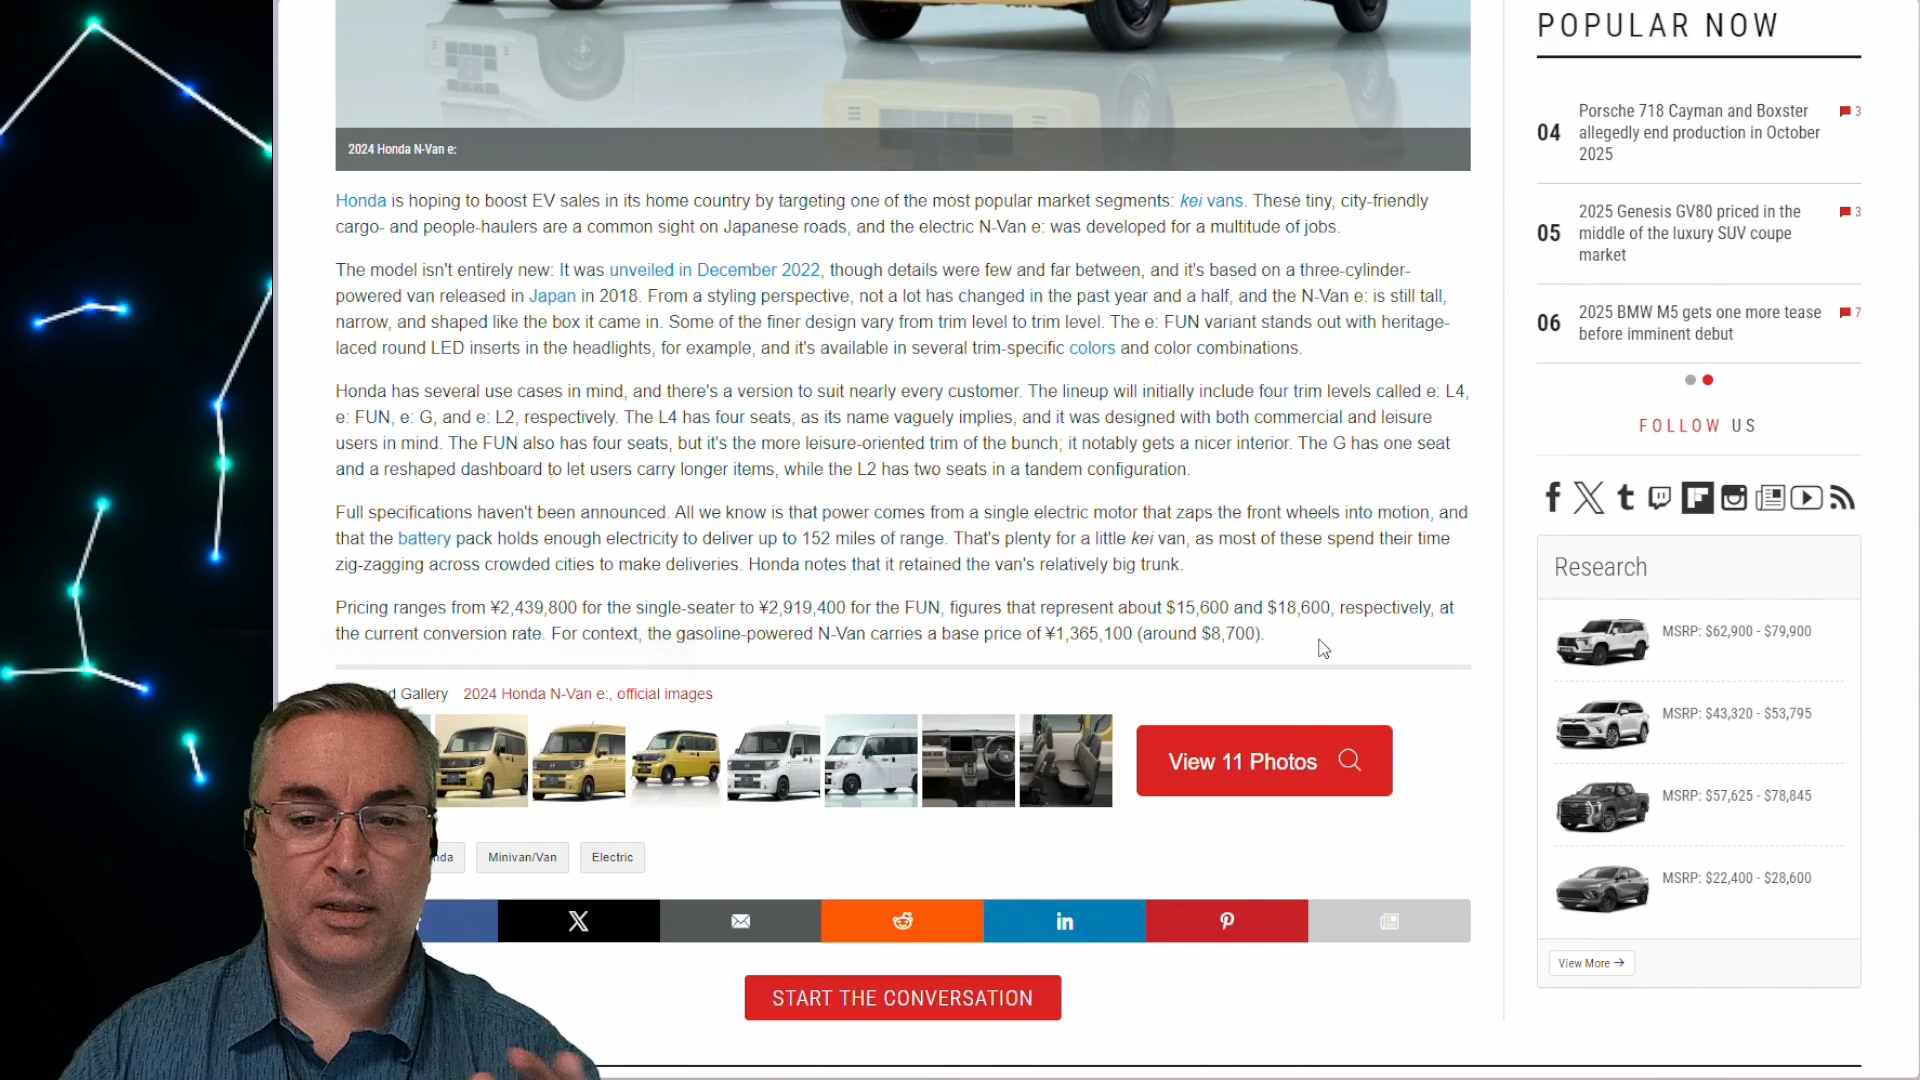 2024 Honda N-Van e:
Honda is hoping to boost EV sales in its home country by targeting one of the most popular market segments: kei vans. These tiny, city-friendly
cargo- and people-haulers are a common sight on Japanese roads, and the electric N-Van e: was developed for a multitude of jobs.
The model isn't entirely new: It was unveiled in December 2022, though details were few and far between, and it's based on a three-cylinder-
powered van released in Japan in 2018. From a styling perspective, not a lot has changed in the past year and a half, and the N-Van e: is still tall,
narrow, and shaped like the box it came in. Some of the finer design vary from trim level to trim level. The e: FUN variant stands out with heritage-
laced round LED inserts in the headlights, for example, and it's available in several trim-specific colors and color combinations.
Honda has several use cases in mind, and there's a version to suit nearly every customer. The lineup will initially include four trim levels called e: L4,
e: FUN, e: G, and e: L2, respectively. The L4 has four seats, as its name vaguely implies, and it was designed with both commercial and leisure
users in mind. The FUN also has four seats, but it's the more leisure-oriented trim of the bunch; it notably gets a nicer interior. The G has one seat
and a reshaped dashboard to let users carry longer items, while the L2 has two seats in a tandem configuration.
Full specifications haven't been announced. All we know is that power comes from a single electric motor that zaps the front wheels into motion, and
that the battery pack holds enough electricity to deliver up to 152 miles of range. That's plenty for a little kei van, as most of these spend their time
zig-zagging across crowded cities to make deliveries. Honda notes that it retained the van's relatively big trunk.
Pricing ranges from ¥2,439,800 for the single-seater to ¥2,919,400 for the FUN, figures that represent about $15,600 and $18,600, respectively, at
the current conversion rate. For context, the gasoline-powered N-Van carries a base price of ¥1,365,100 (around $8,700).
d Gallery 2024 Honda N-Van e:, official images
View 11 Photos
nda Minivan/Van Electric
START THE CONVERSATION
POPULAR NOW
04 Porsche 718 Cayman and Boxster
allegedly end production in October
2025
3
05 2025 Genesis GV80 priced in the
middle of the luxury SUV coupe
market
3
06 2025 BMW M5 gets one more tease
before imminent debut
7
FOLLOW US
Research
MSRP: $62,900 - $79,900
MSRP: $43,320 - $53,795
MSRP: $57,625 - $78,845
MSRP: $22,400 - $28,600
View More →